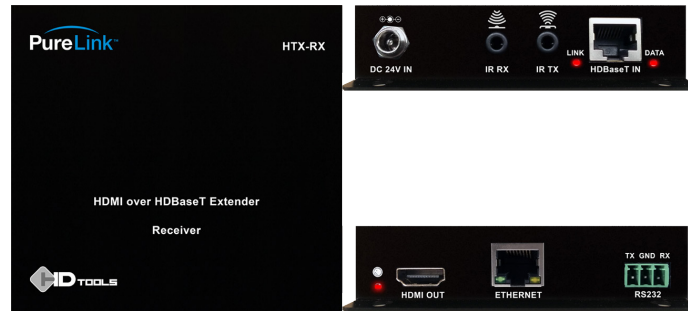 PureLink™
HTX-RX
HDMI over HDBaseT Extender
Receiver
HD TOOLS
DC 24V IN
IR RX
IR TX
LINK
HDBaseT IN
DATA
HDMI OUT
ETHERNET
TX GND RX
RS232